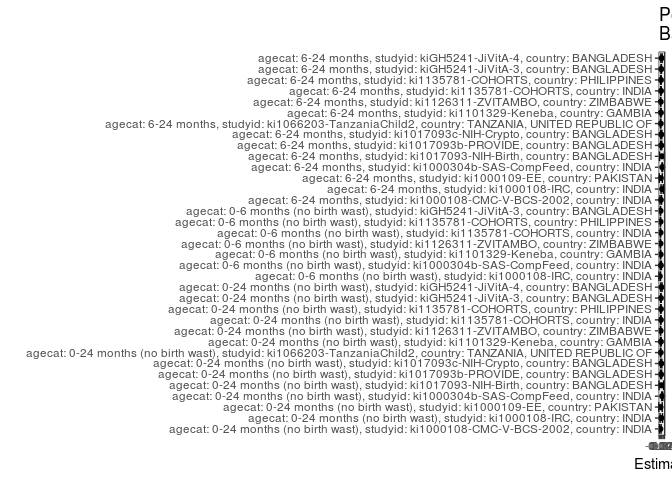 P
B
agecat: 6-24 months, studyid: kiGH5241-JiVitA-4, country: BANGLADESH
agecat: 6-24 months, studyid: kiGH5241-JiVitA-3, country: BANGLADESH
agecat: 6-24 months, studyid: ki1135781-COHORTS, country: PHILIPPINES
agecat: 6-24 months, studyid: ki1135781-COHORTS, country: INDIA
agecat: 6-24 months, studyid: ki1126311-ZVITAMBO, country: ZIMBABWE
agecat: 6-24 months, studyid: ki1101329-Keneba, country: GAMBIA
agecat: 6-24 months, studyid: ki1066203-TanzaniaChild2, country: TANZANIA, UNITED REPUBLIC OF
agecat: 6-24 months, studyid: ki1017093c-NIH-Crypto, country: BANGLADESH
agecat: 6-24 months, studyid: ki1017093b-PROVIDE, country: BANGLADESH
agecat: 6-24 months, studyid: ki1017093-NIH-Birth, country: BANGLADESH
agecat: 6-24 months, studyid: ki1000304b-SAS-CompFeed, country: INDIA
agecat: 6-24 months, studyid: ki1000109-EE, country: PAKISTAN
agecat: 6-24 months, studyid: ki1000108-IRC, country: INDIA
agecat: 6-24 months, studyid: ki1000108-CMC-V-BCS-2002, country: INDIA
agecat: 0-6 months (no birth wast), studyid: kiGH5241-JiVitA-3, country: BANGLADESH
agecat: 0-6 months (no birth wast), studyid: ki1135781-COHORTS, country: PHILIPPINES
agecat: 0-6 months (no birth wast), studyid: ki1135781-COHORTS, country: INDIA
agecat: 0-6 months (no birth wast), studyid: ki1126311-ZVITAMBO, country: ZIMBABWE
agecat: 0-6 months (no birth wast), studyid: ki1101329-Keneba, country: GAMBIA
agecat: 0-6 months (no birth wast), studyid: ki1000304b-SAS-CompFeed, country: INDIA
agecat: 0-6 months (no birth wast), studyid: ki1000108-IRC, country: INDIA
agecat: 0-24 months (no birth wast), studyid: kiGH5241-JiVitA-4, country: BANGLADESH
agecat: 0-24 months (no birth wast), studyid: kiGH5241-JiVitA-3, country: BANGLADESH
agecat: 0-24 months (no birth wast), studyid: ki1135781-COHORTS, country: PHILIPPINES
agecat: 0-24 months (no birth wast), studyid: ki1135781-COHORTS, country: INDIA
agecat: 0-24 months (no birth wast), studyid: ki1126311-ZVITAMBO, country: ZIMBABWE
agecat: 0-24 months (no birth wast), studyid: ki1101329-Keneba, country: GAMBIA
agecat: 0-24 months (no birth wast), studyid: ki1066203-TanzaniaChild2, country: TANZANIA, UNITED REPUBLIC OF
agecat: 0-24 months (no birth wast), studyid: ki1017093c-NIH-Crypto, country: BANGLADESH
agecat: 0-24 months (no birth wast), studyid: ki1017093b-PROVIDE, country: BANGLADESH
agecat: 0-24 months (no birth wast), studyid: ki1017093-NIH-Birth, country: BANGLADESH
agecat: 0-24 months (no birth wast), studyid: ki1000304b-SAS-CompFeed, country: INDIA
agecat: 0-24 months (no birth wast), studyid: ki1000109-EE, country: PAKISTAN
agecat: 0-24 months (no birth wast), studyid: ki1000108-IRC, country: INDIA
agecat: 0-24 months (no birth wast), studyid: ki1000108-CMC-V-BCS-2002, country: INDIA
Estima